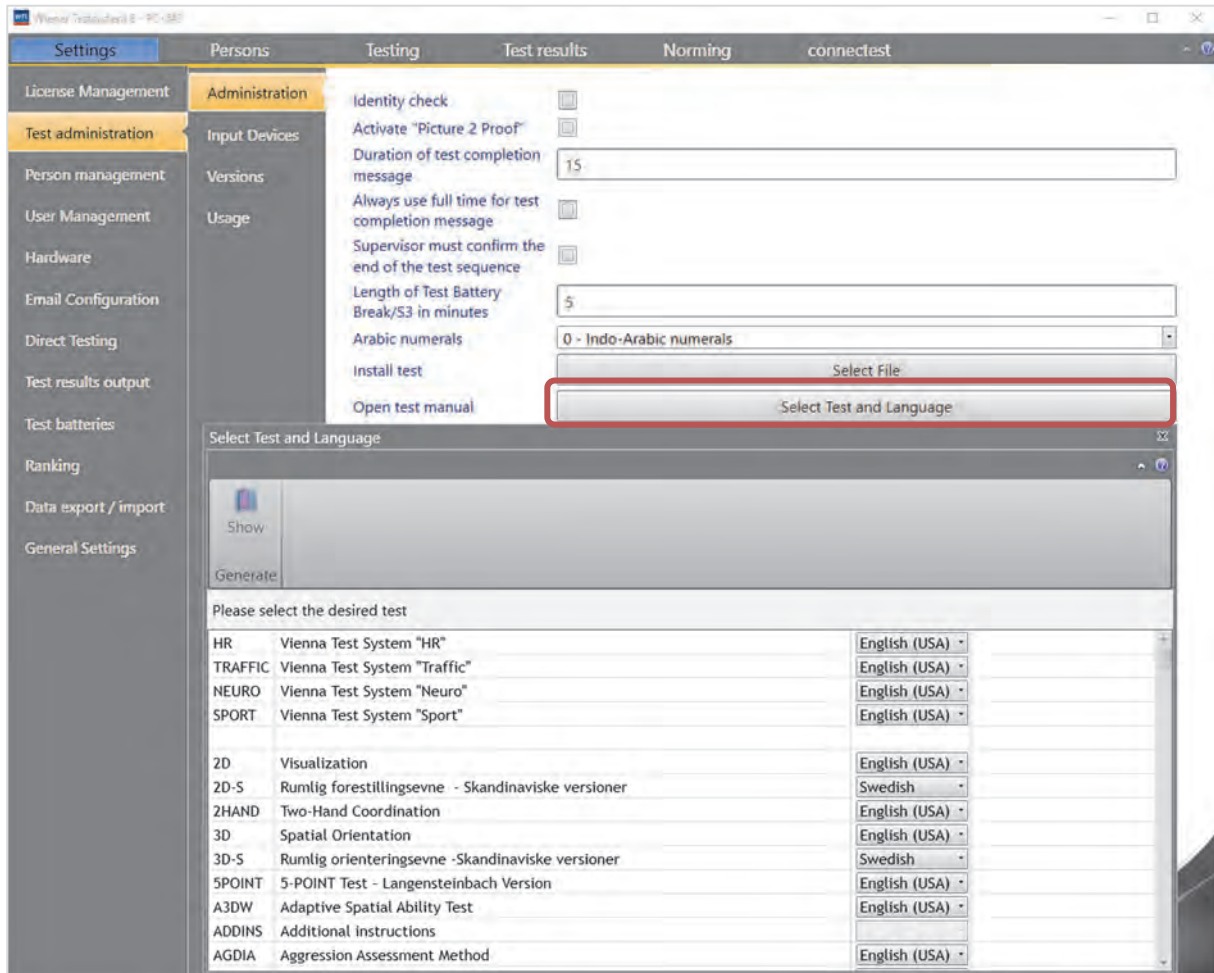 Wiener Testsystem 8 -
Settings Persons Testing Test results Norming connectest
License Management
Test administration
Person management
User Management
Hardware
Email Configuration
Direct Testing
Test results output
Test batteries
Ranking
Data export / import
General Settings
Administration
Input Devices
Versions
Usage
Identity check
Activate "Picture 2 Proof"
Duration of test completion
message
15
Always use full time for test
completion message
Supervisor must confirm the
end of the test sequence
Length of Test Battery
Break/S3 in minutes
5
Arabic numerals 0 - Indo-Arabic numerals
Install test Select File
Open test manual Select Test and Language
Select Test and Language
Show
Generate
Please select the desired test
HR Vienna Test System "HR" English (USA)
TRAFFIC Vienna Test System "Traffic" English (USA)
NEURO Vienna Test System "Neuro" English (USA)
SPORT Vienna Test System "Sport" English (USA)
2D Visualization English (USA)
2D-S Rumlig forestillingsevne - Skandinaviske versioner Swedish
2HAND Two-Hand Coordination English (USA)
3D Spatial Orientation English (USA)
3D-S Rumlig orienteringsevne -Skandinaviske versioner Swedish
5POINT 5-POINT Test - Langensteinbach Version English (USA)
A3DW Adaptive Spatial Ability Test English (USA)
ADDINS Additional instructions
AGDIA Aggression Assessment Method English (USA)